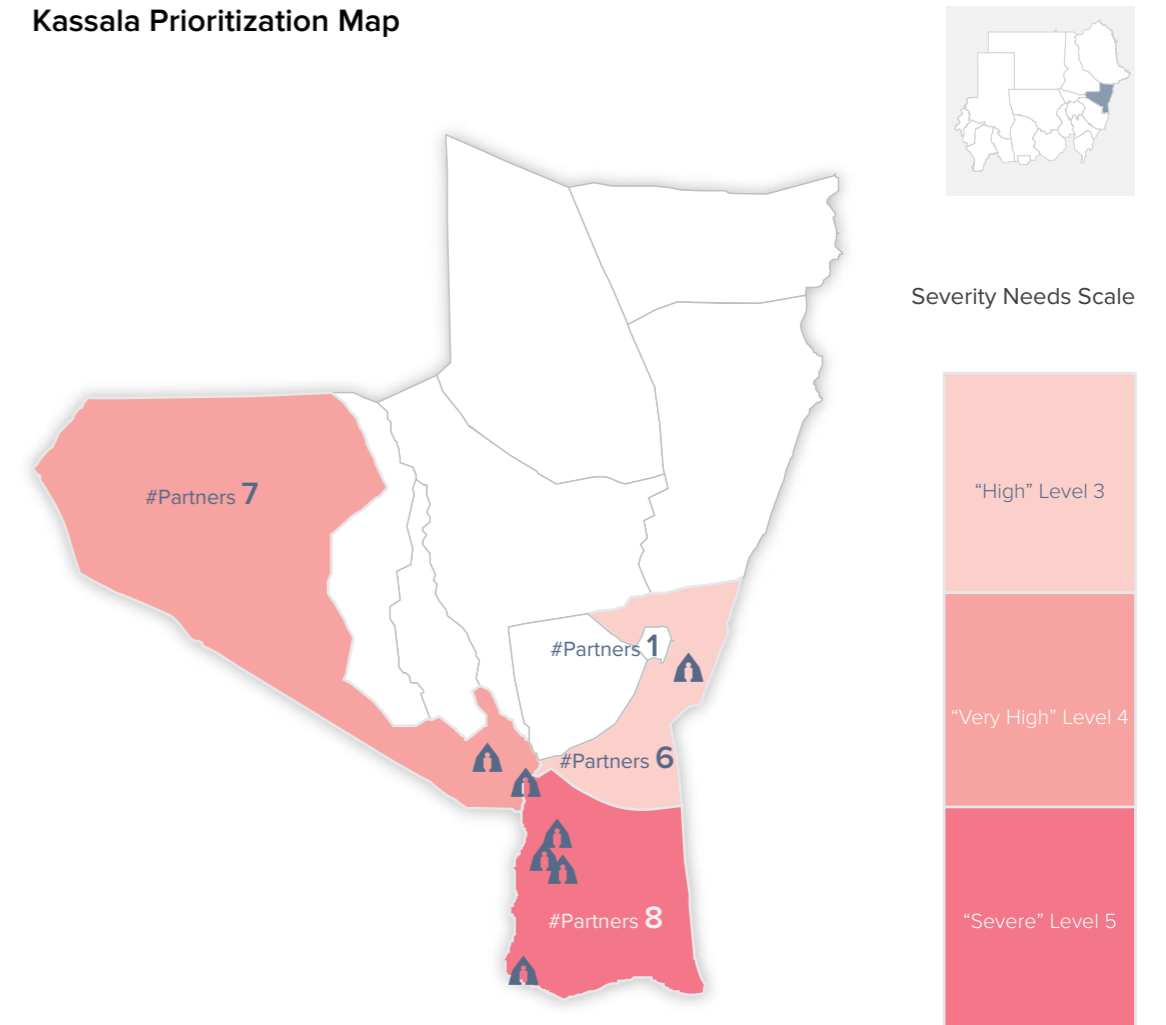 Kassala Prioritization Map
Severity Needs Scale
#Partners 7
“High” Level 3
#Partners 1
“Very High” Level 4
#Partners 6
#Partners 8
“Severe” Level 5